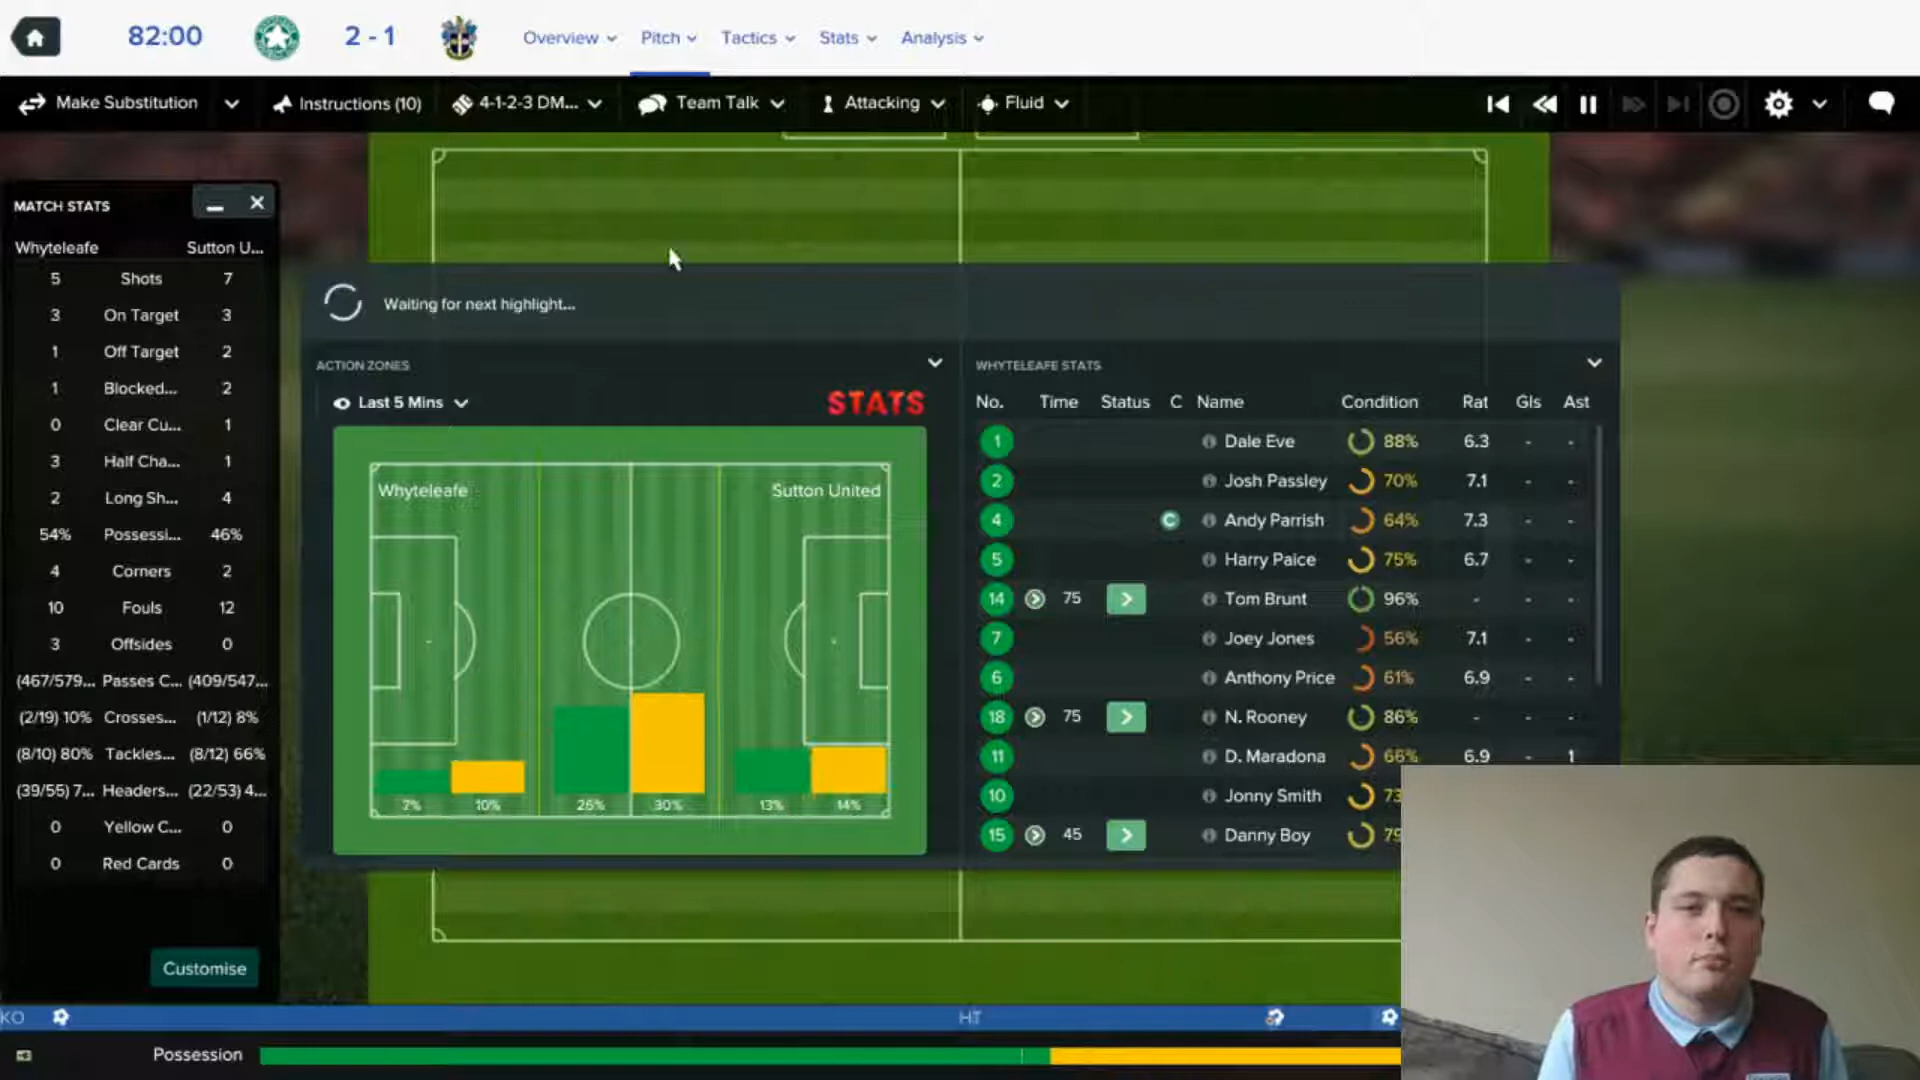 82:00 2 - 1 Overview Pitch Tactics Stats Analysis
Make Substitution Instructions (10) 4-1-2-3 DM... Team Talk Attacking Fluid
MATCH STATS
Whyteleafe Sutton U...
5 Shots 7
3 On Target 3
1 Off Target 2
1 Blocked... 2
0 Clear Cu... 1
3 Half Cha... 1
2 Long Sh... 4
54% Possessi... 46%
4 Corners 2
10 Fouls 12
3 Offsides 0
(467/579... Passes C... (409/547...
(2/19) 10% Crosses... (1/12) 8%
(8/10) 80% Tackles... (8/12) 66%
(39/55) 7... Headers... (22/53) 4...
0 Yellow C... 0
0 Red Cards 0
Customise
Waiting for next highlight...
ACTION ZONES
Last 5 Mins STATS
Whyteleafe Sutton United
7% 10% 26% 30% 13% 14%
WHYTELEAFE STATS
No. Time Status C Name Condition Rat Gls Ast
1 Dale Eve 88% 6.3 - -
2 Josh Passley 70% 7.1 - -
4 C Andy Parrish 64% 7.3 - -
5 Harry Paice 75% 6.7 - -
14 75 Tom Brunt 96% - - -
7 Joey Jones 56% 7.1 - -
6 Anthony Price 61% 6.9 - -
18 75 N. Rooney 86% - - -
11 D. Maradona 66% 6.9 - 1
10 Jonny Smith 73
15 45 Danny Boy 79
KO HT
Possession